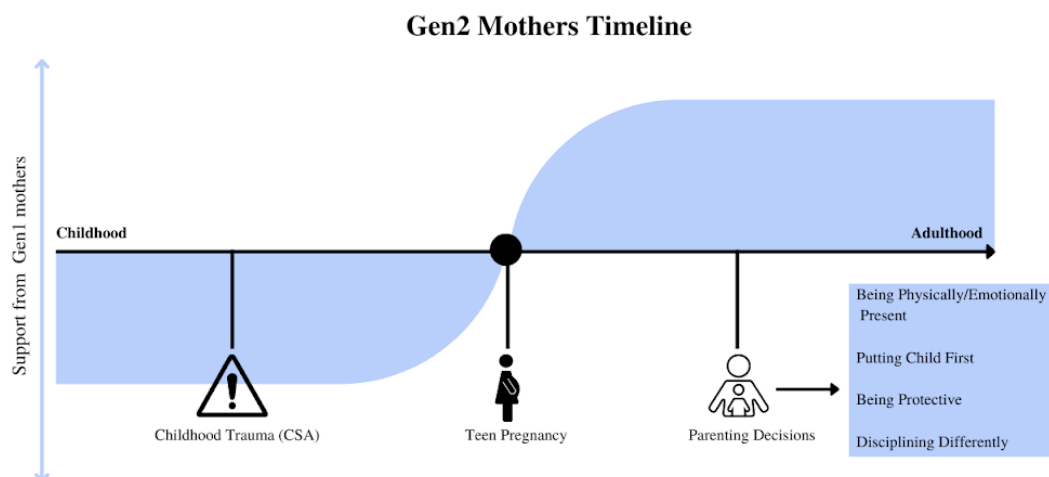 Gen2 Mothers Timeline
Support from Gen1 mothers
Childhood
Adulthood
Childhood Trauma (CSA)
Teen Pregnancy
Parenting Decisions
Being Physically/Emotionally
Present
Putting Child First
Being Protective
Disciplining Differently